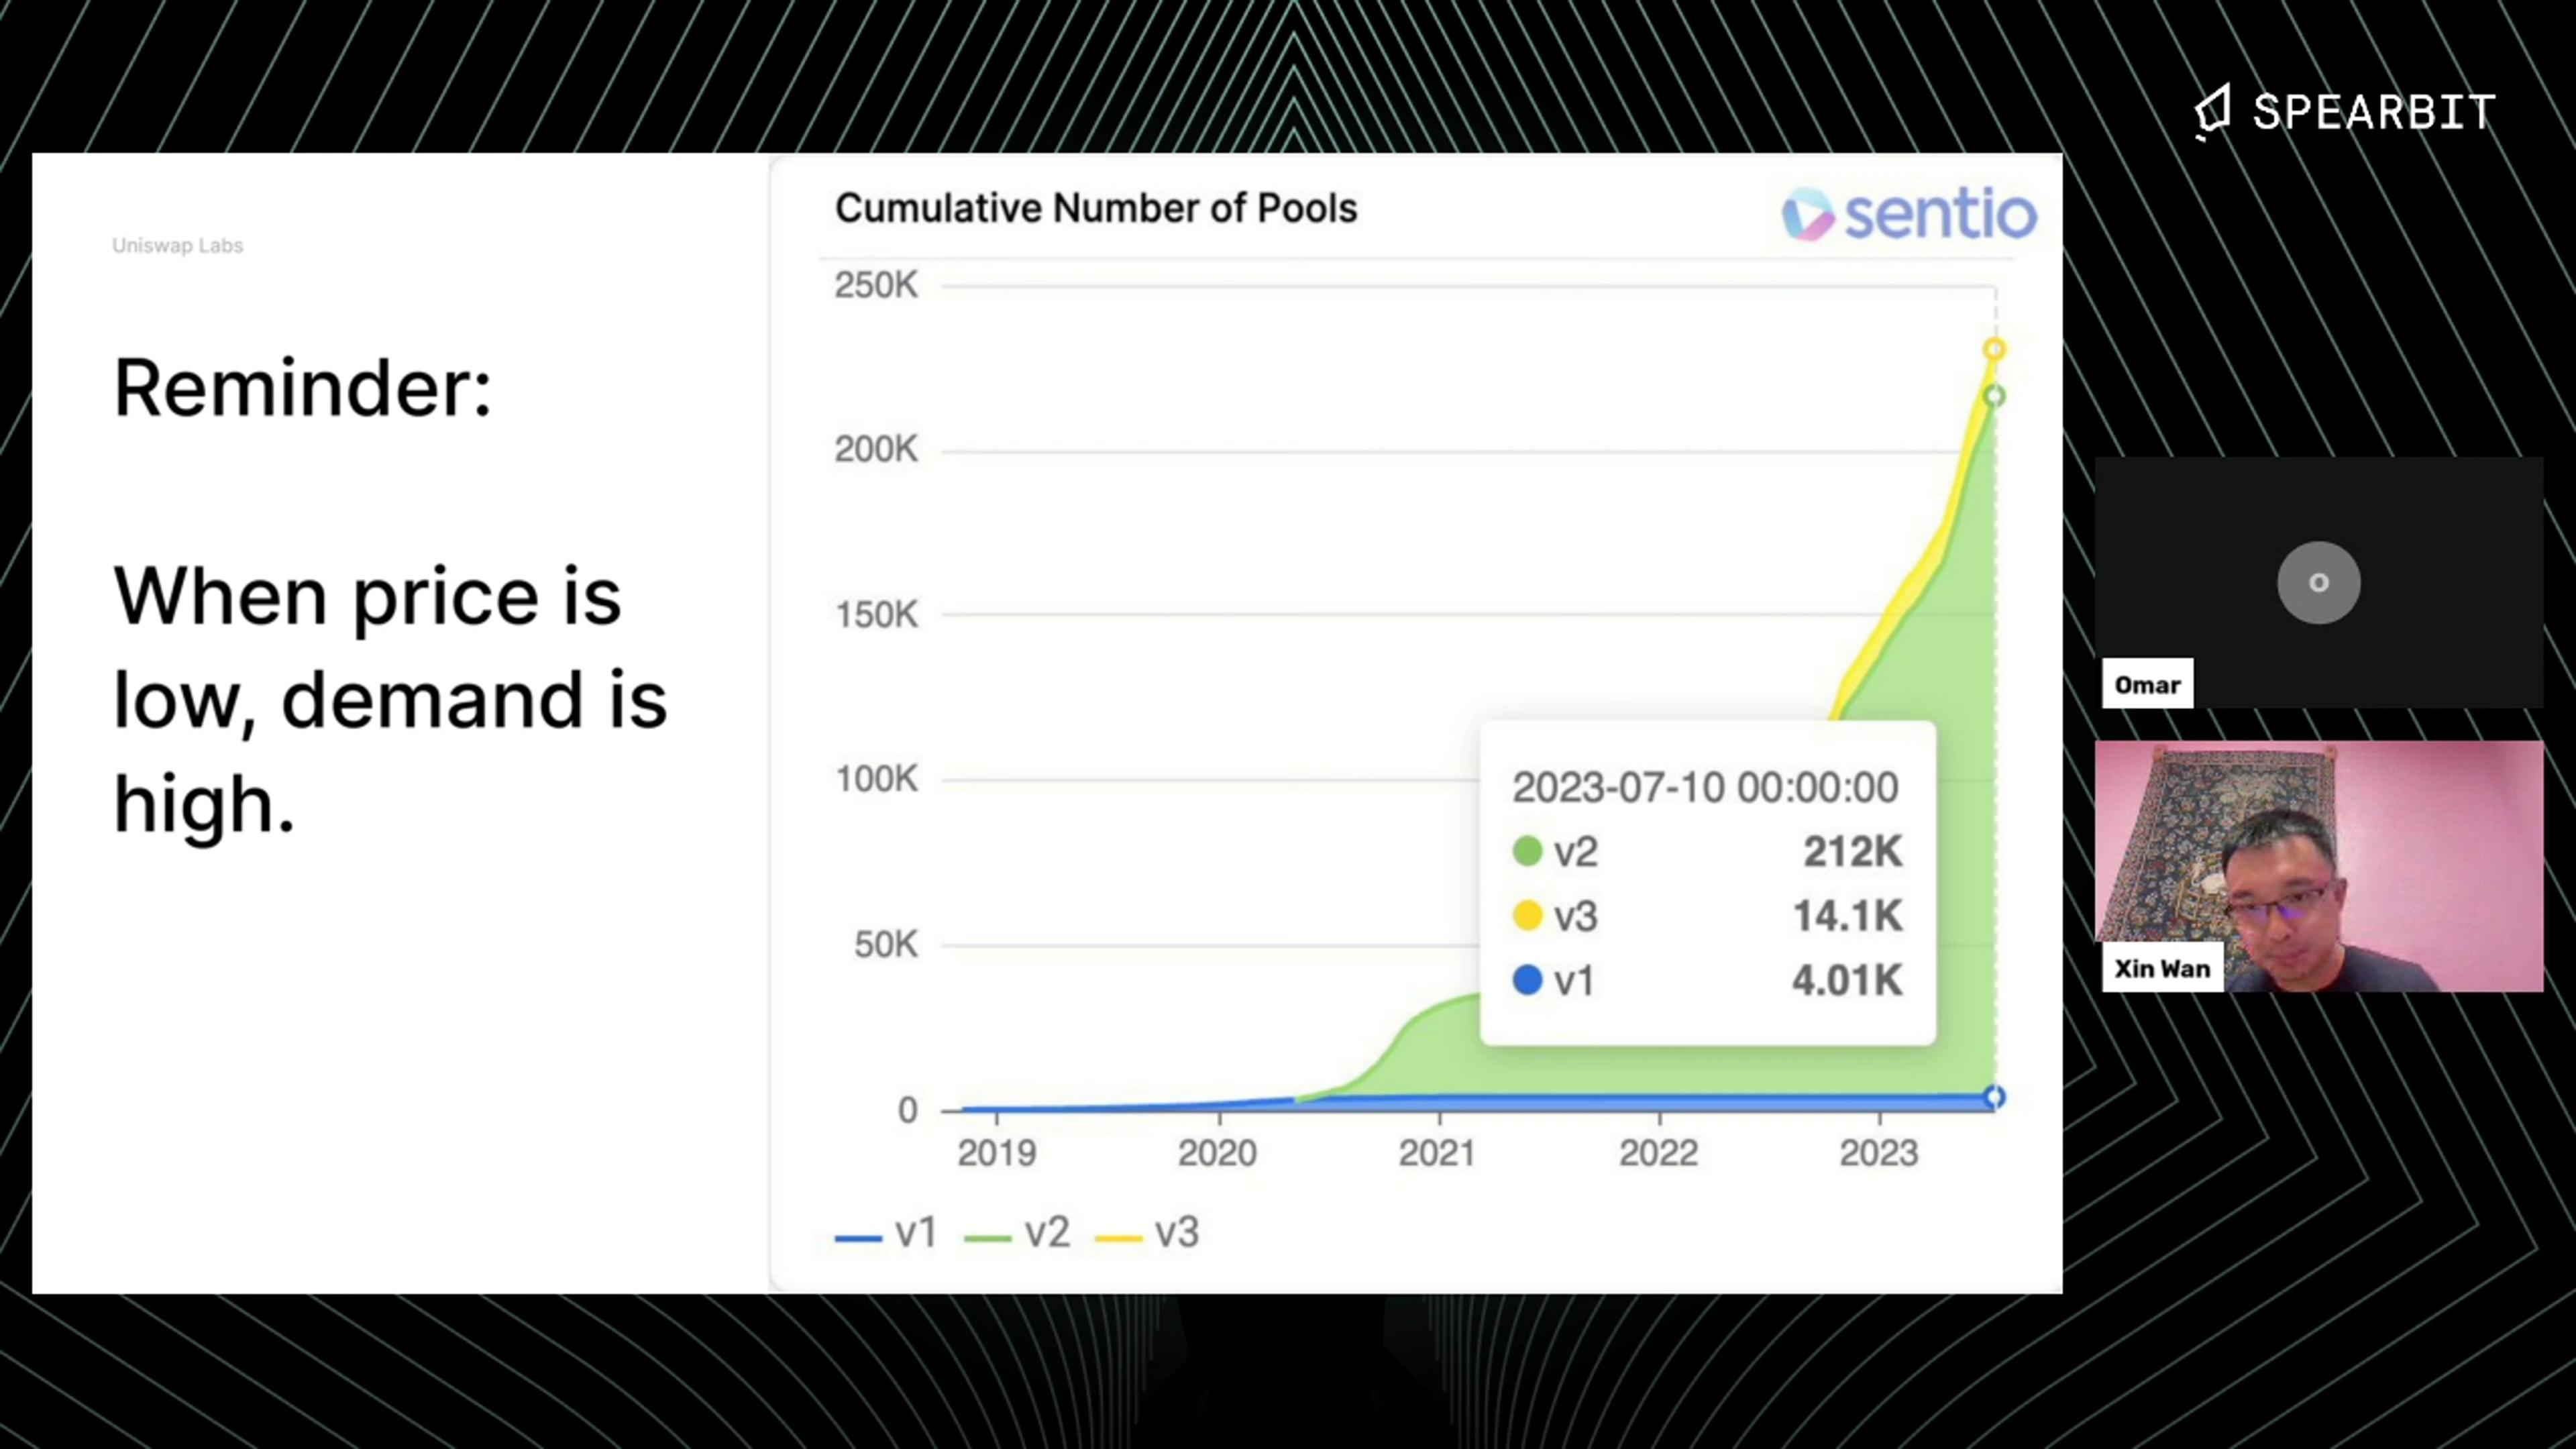 SPEARBIT
Uniswap Labs
Reminder:
When price is
low, demand is
high.
Cumulative Number of Pools
sentio
250K
200K
150K
100K
50K
0
2019 2020 2021 2022 2023
2023-07-10 00:00:00
v2 212K
v3 14.1K
v1 4.01K
v1 v2 v3
O
Omar
Xin Wan